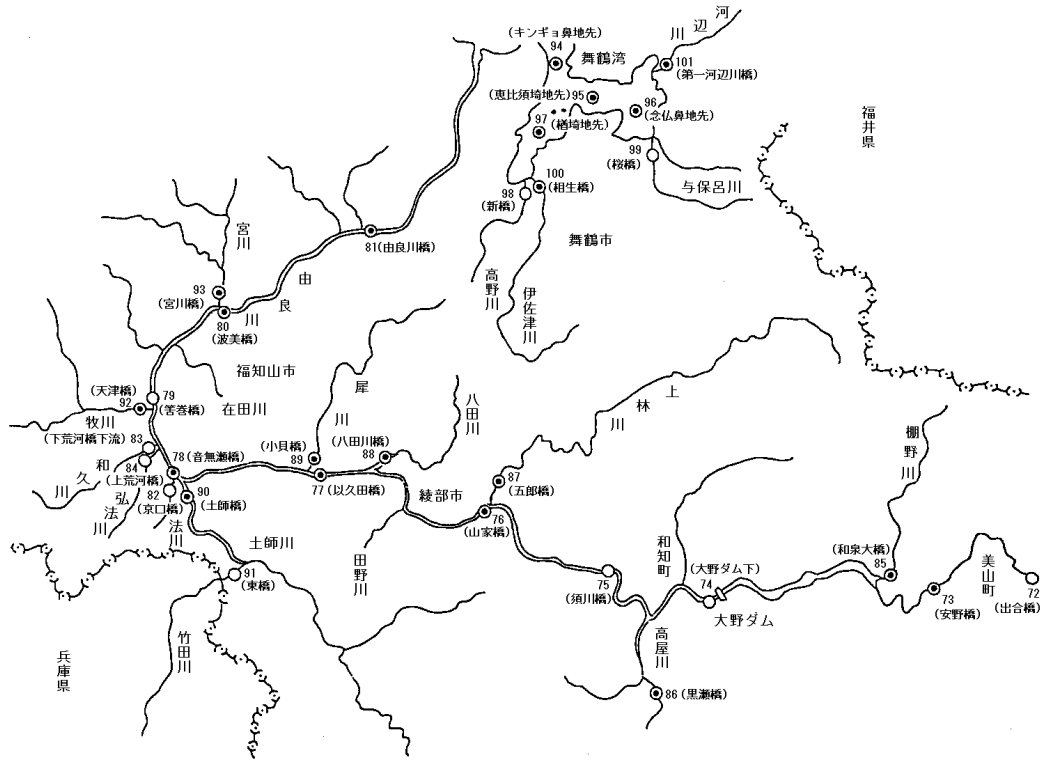 河辺川
(キンギョ鼻地先)
94
舞鶴湾
101
(第一河辺川橋)
(恵比須埼地先)
95
96
(念仏鼻地先)
97
(楢埼地先)
99
(桜橋)
与保呂川
100
(相生橋)
98
(新橋)
舞鶴市
高野川
伊佐津川
福井県
宮川
93
(宮川橋)
80
(波美橋)
81(由良川橋)
由良川
福知山市
在田川
(天津橋)
92
79
(筈巻橋)
牧川
(下荒河橋下流)
83
84
(上荒河橋)
和久川
弘法川
78(音無瀬橋)
82
(京口橋)
法川
90
(土師橋)
土師川
91
(東橋)
竹田川
兵庫県
犀川
(小貝橋)
89
77(以久田橋)
(八田川橋)
88
八田川
綾部市
田野川
上林川
87
(五郎橋)
76
(山家橋)
75
(須川橋)
和知町
(大野ダム下)
74
大野ダム
高屋川
86(黒瀬橋)
棚野川
(和泉大橋)
85
73
(安野橋)
美山町
72
(出合橋)